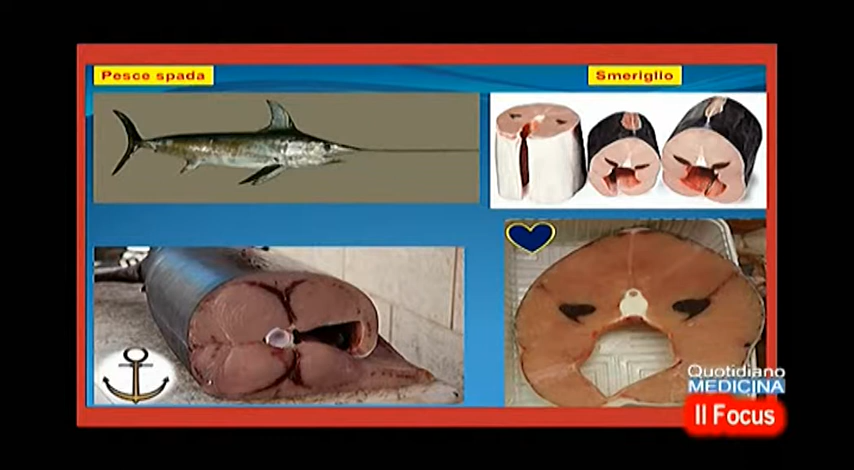 Pesce spada
Smeriglio
Quotidiano
MEDICINA
Il Focus